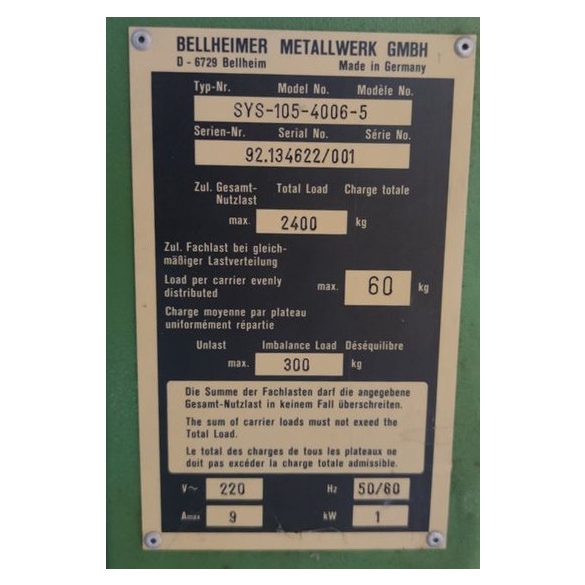 BELLHEIMER METALLWERK GMBH
D - 6729 Bellheim Made in Germany
Typ-Nr. Model No. Modèle No.
SYS-105-4006-5
Serien-Nr. Serial No. Série No.
92.134622/001
Zul. Gesamt- Total Load Charge totale
Nutzlast
max. 2400 kg
Zul. Fachlast bei gleich-
mäßiger Lastverteilung
Load per carrier evenly
distributed
max. 60 kg
Charge moyenne par plateau
uniformément répartie
Unlast Imbalance Load Déséquilibre
max. 300 kg
Die Summe der Fachlasten darf die angegebene
Gesamt-Nutzlast in keinem Fall überschreiten.
The sum of carrier loads must not exceed the
Total Load.
Le total des charges de tous les plateaux ne
doit pas excéder la charge totale admissible.
V~ 220 Hz 50/60
Amax 9 kW 1